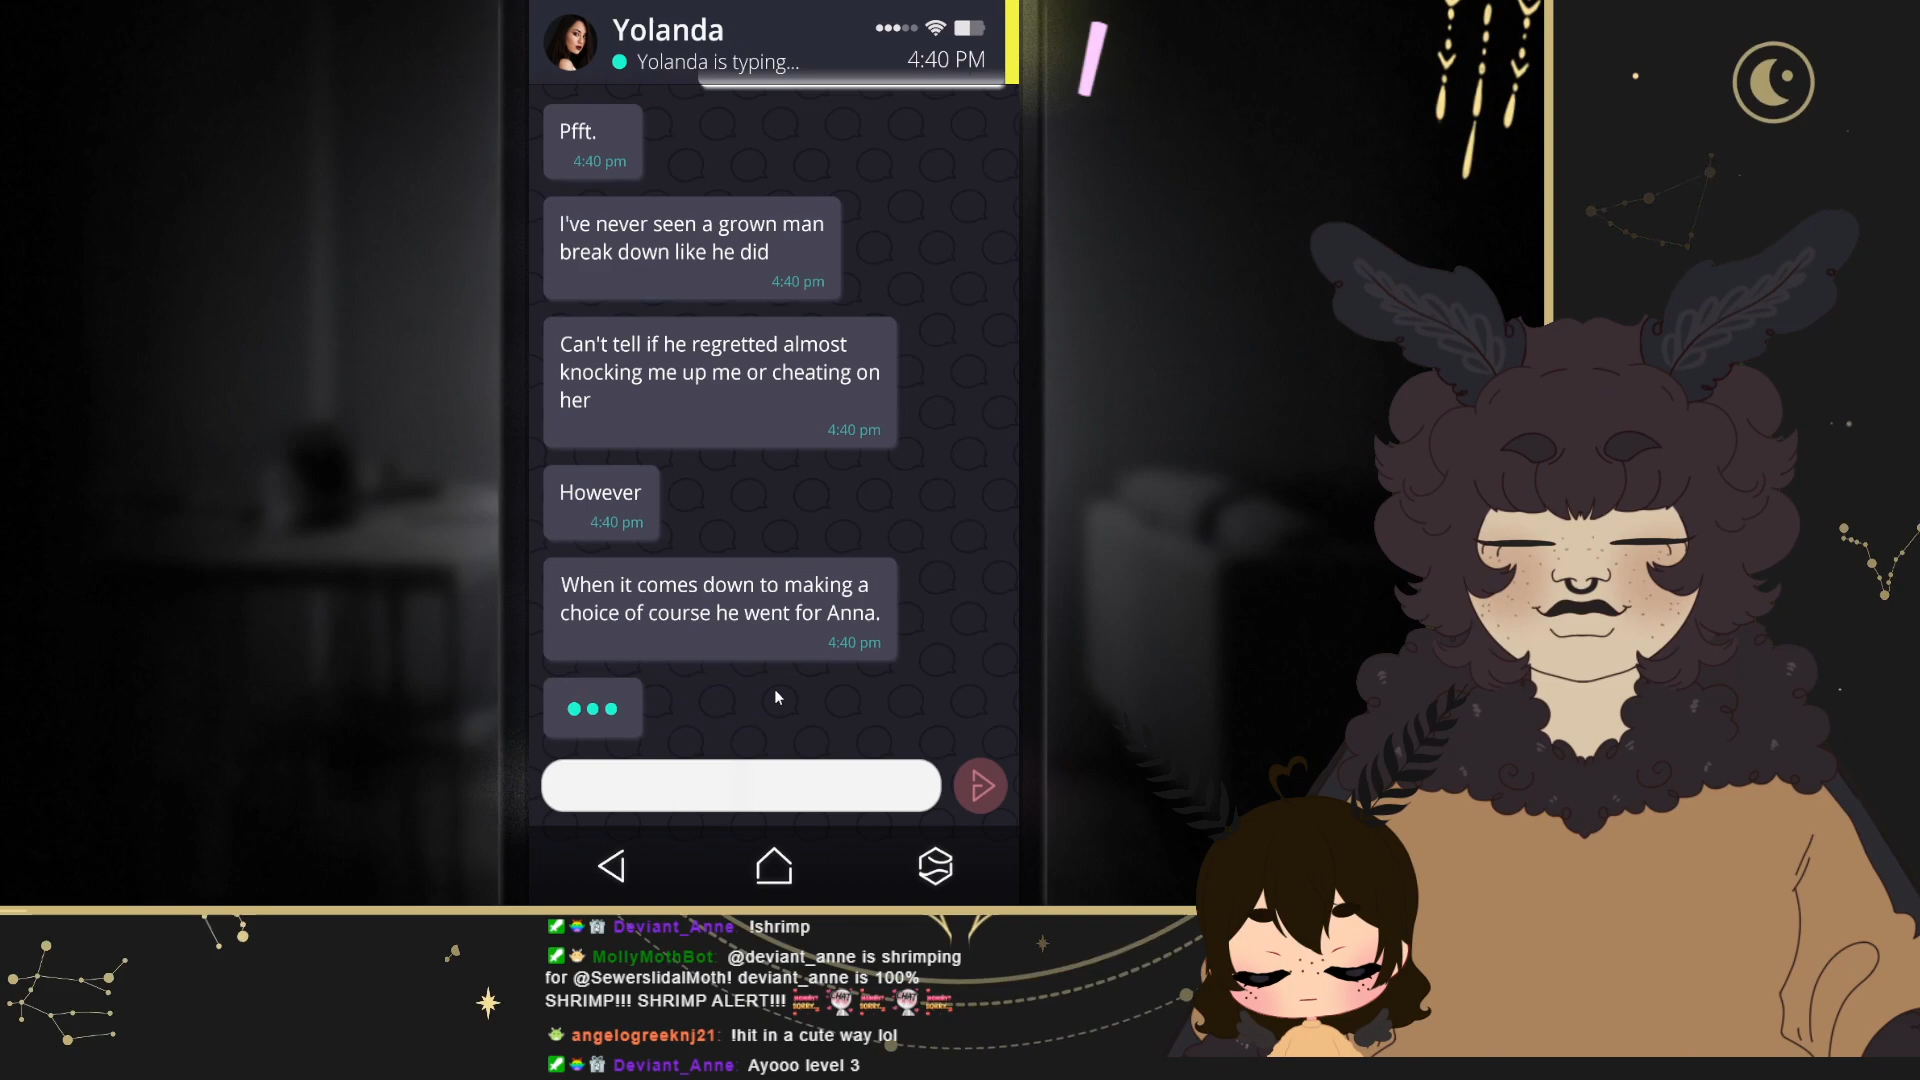 Yolanda
Yolanda is typing...
4:40 PM
Pfft.
4:40 pm
I've never seen a grown man
break down like he did
4:40 pm
Can't tell if he regretted almost
knocking me up me or cheating on
her
4:40 pm
However
4:40 pm
When it comes down to making a
choice of course he went for Anna.
4:40 pm
Deviant_Anne: !shrimp
MollyMothBot: @deviant_anne is shrimping
for @SewerslidalMoth! deviant_anne is 100%
SHRIMP!!! SHRIMP ALERT!!!
angelogreeknj21: !hit in a cute way lol
Deviant_Anne: Ayooo level 3